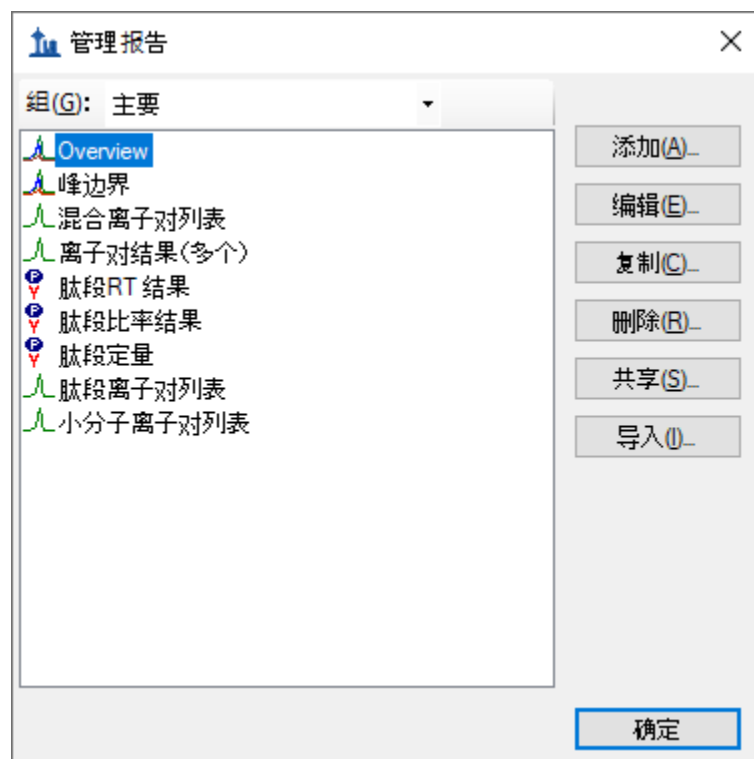 管理报告
组(G): 主要
Overview
峰边界
混合离子对列表
离子对结果(多个)
肽段RT 结果
肽段比率结果
肽段定量
肽段离子对列表
小分子离子对列表
添加(A)...
编辑(E)...
复制(C)...
删除(R)...
共享(S)...
导入(I)...
确定